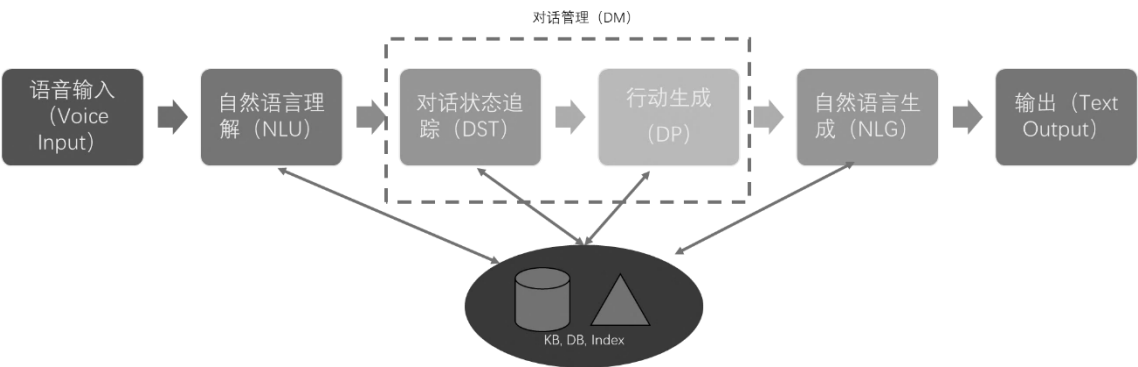 对话管理（DM）
语音输入
（Voice
Input）
自然语言理
解（NLU）
对话状态追
踪（DST）
行动生成
（DP）
自然语言生
成（NLG）
输出（Text
Output）
KB, DB, Index